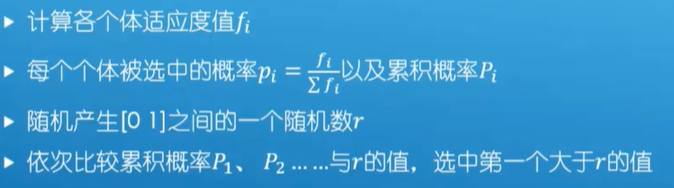 ▸ 计算各个体适应度值fᵢ
▸ 每个个体被选中的概率pᵢ = fᵢ/∑fᵢ以及累积概率Pᵢ
▸ 随机产生[0 1]之间的一个随机数r
▸ 依次比较累积概率P₁、 P₂ … …与r的值，选中第一个大于r的值